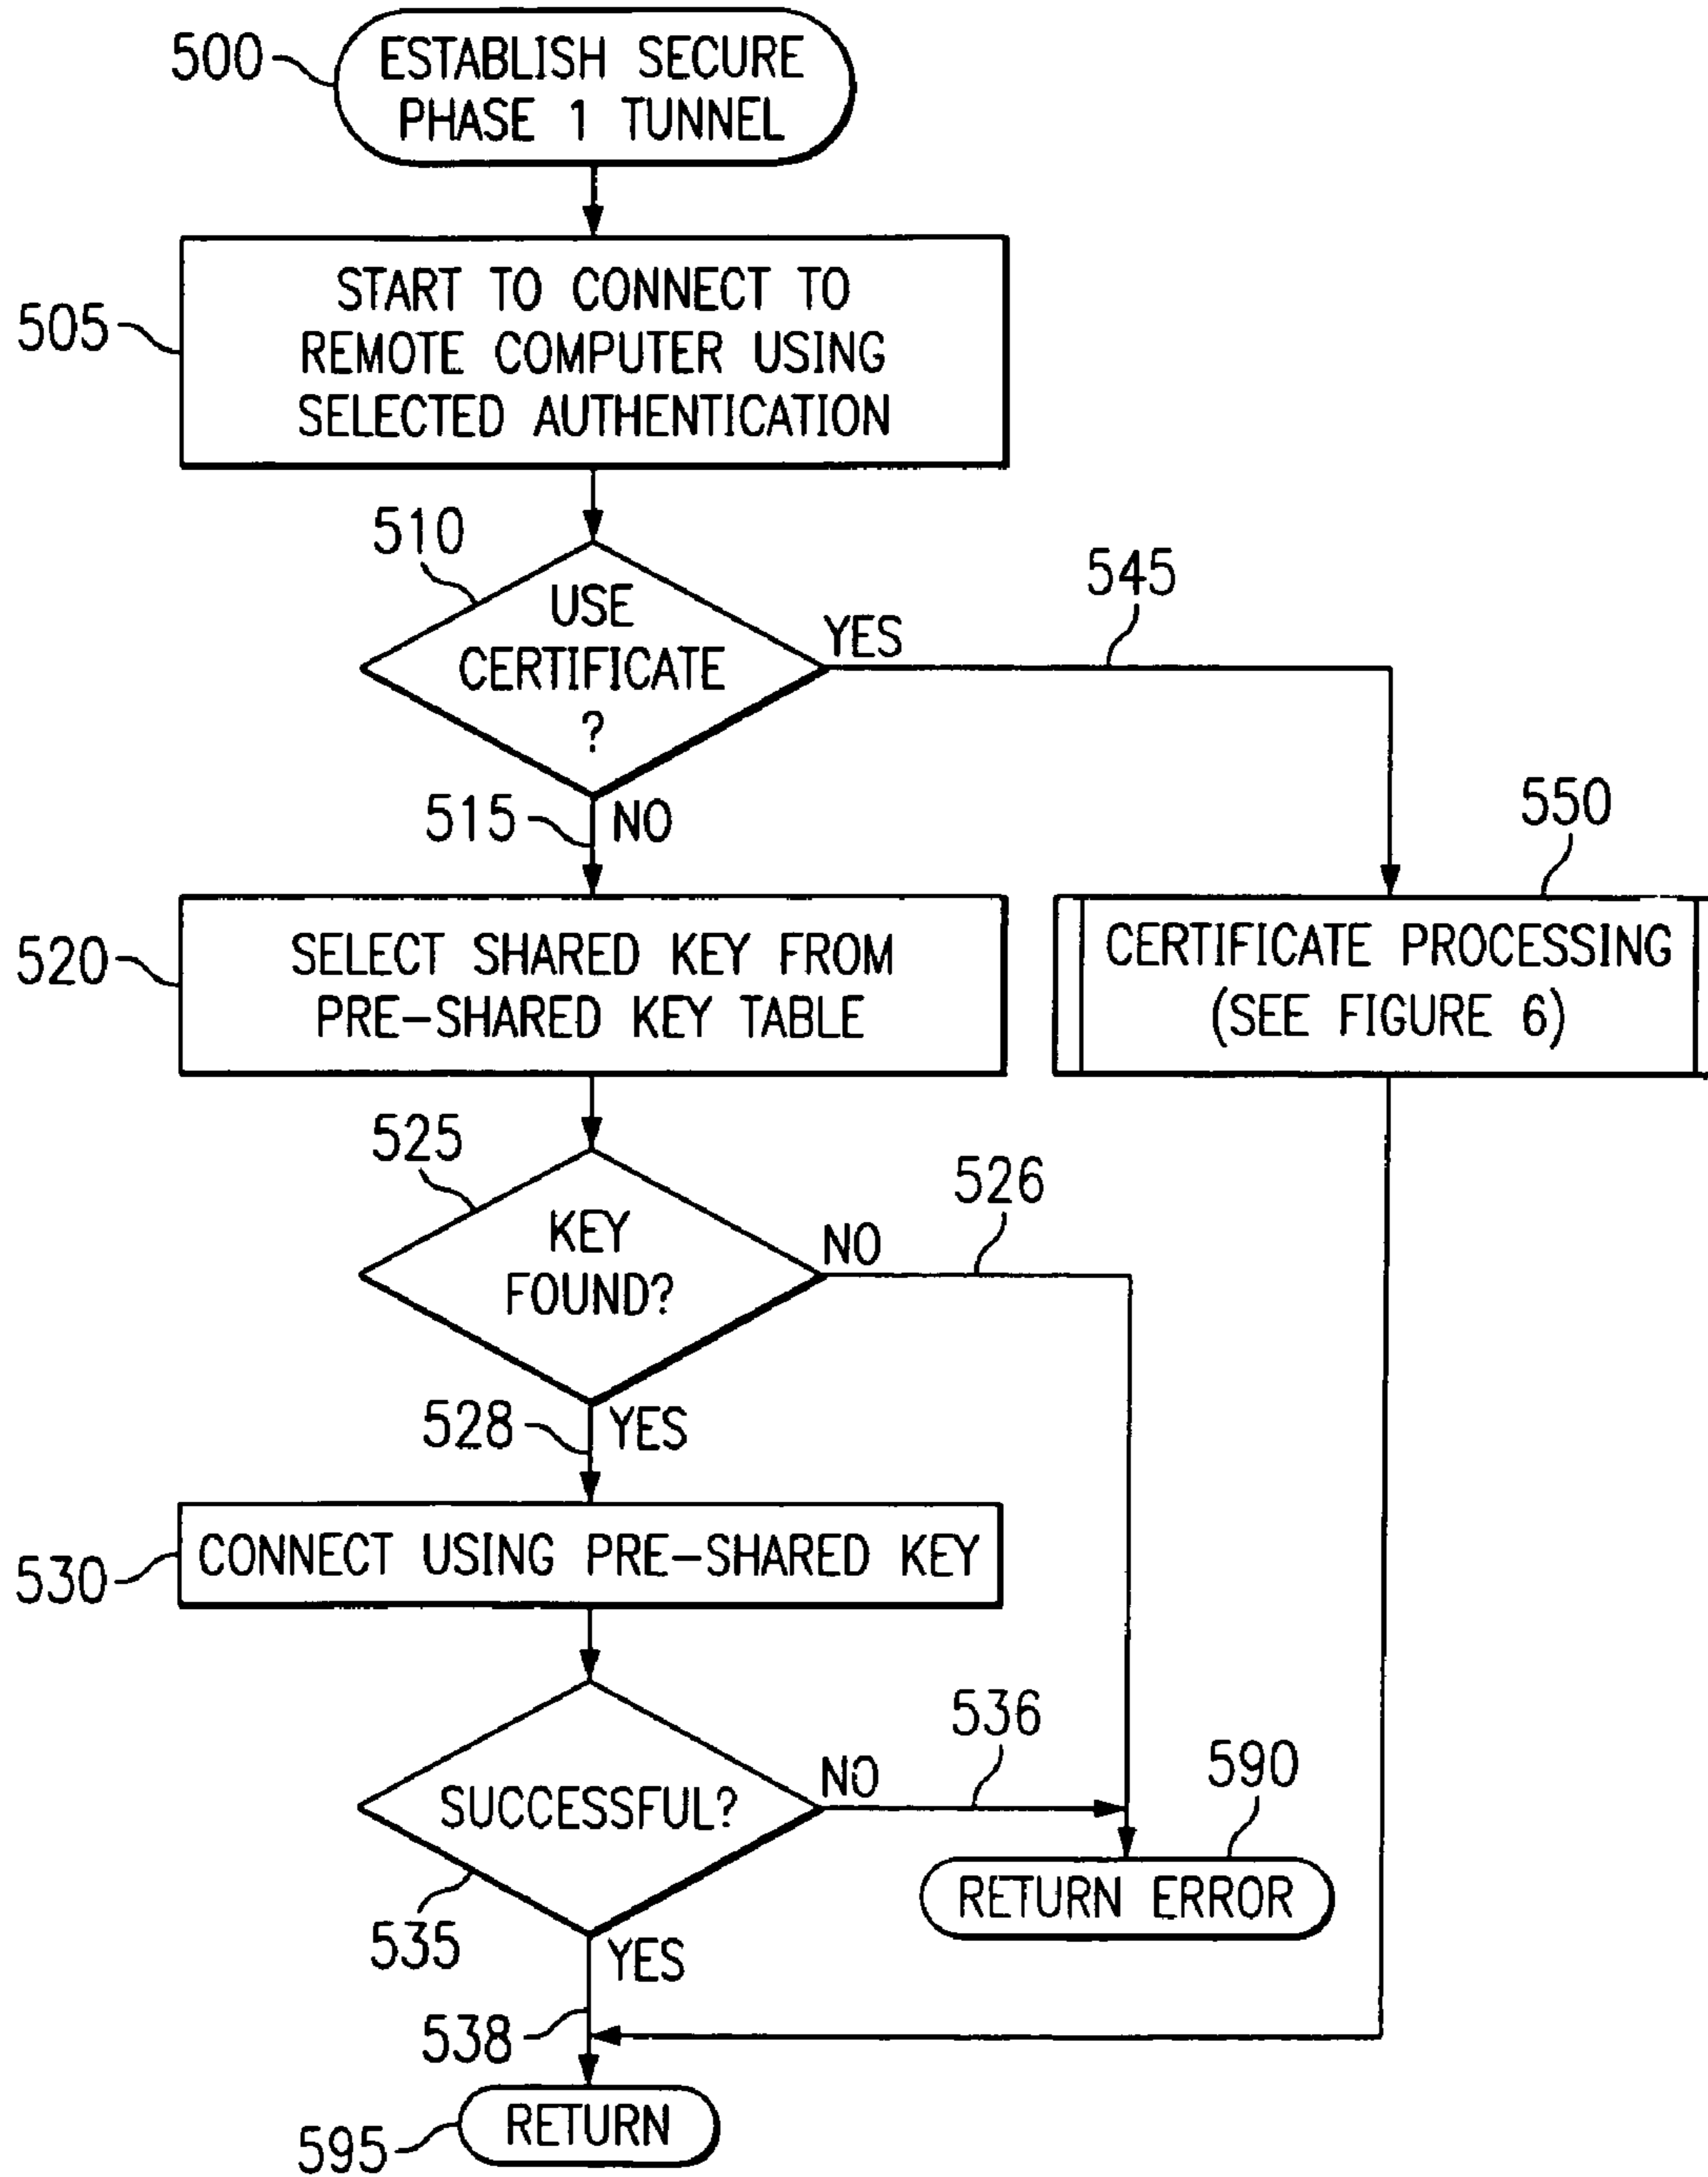 500
ESTABLISH SECURE
PHASE 1 TUNNEL
505
START TO CONNECT TO
REMOTE COMPUTER USING
SELECTED AUTHENTICATION
510
USE
CERTIFICATE
?
YES
545
515
NO
550
520
SELECT SHARED KEY FROM
PRE-SHARED KEY TABLE
CERTIFICATE PROCESSING
(SEE FIGURE 6)
525
KEY
FOUND?
NO
526
528
YES
530
CONNECT USING PRE-SHARED KEY
SUCCESSFUL?
535
NO
536
590
RETURN ERROR
YES
538
595
RETURN